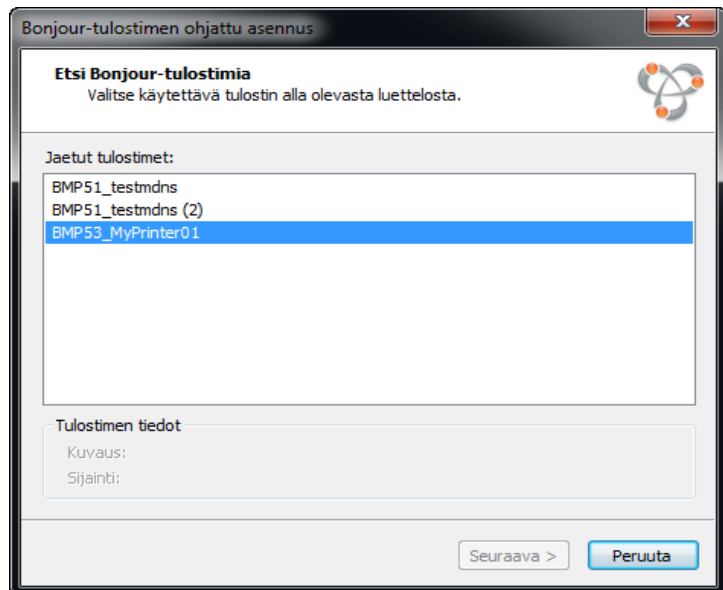 Bonjour-tulostimen ohjattu asennus
Etsi Bonjour-tulostimia
Valitse käytettävä tulostin alla olevasta luettelosta.
Jaetut tulostimet:
BMP51_testmdns
BMP51_testmdns (2)
BMP53_MyPrinter01
Tulostimen tiedot
Kuvaus:
Sijainti:
Seuraava >
Peruuta